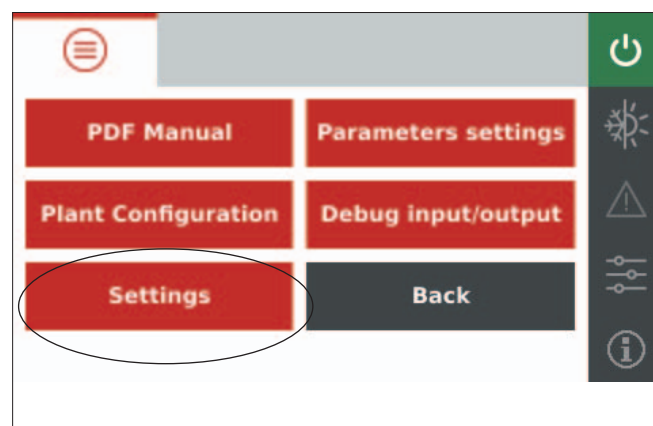 PDF Manual
Parameters settings
Plant Configuration
Debug input/output
Settings
Back